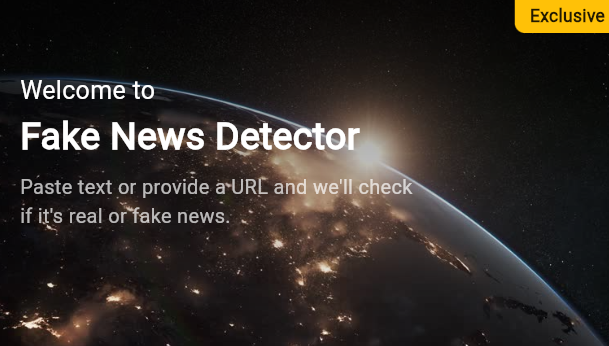 Exclusive
Welcome to
Fake News Detector
Paste text or provide a URL and we'll check
if it's real or fake news.